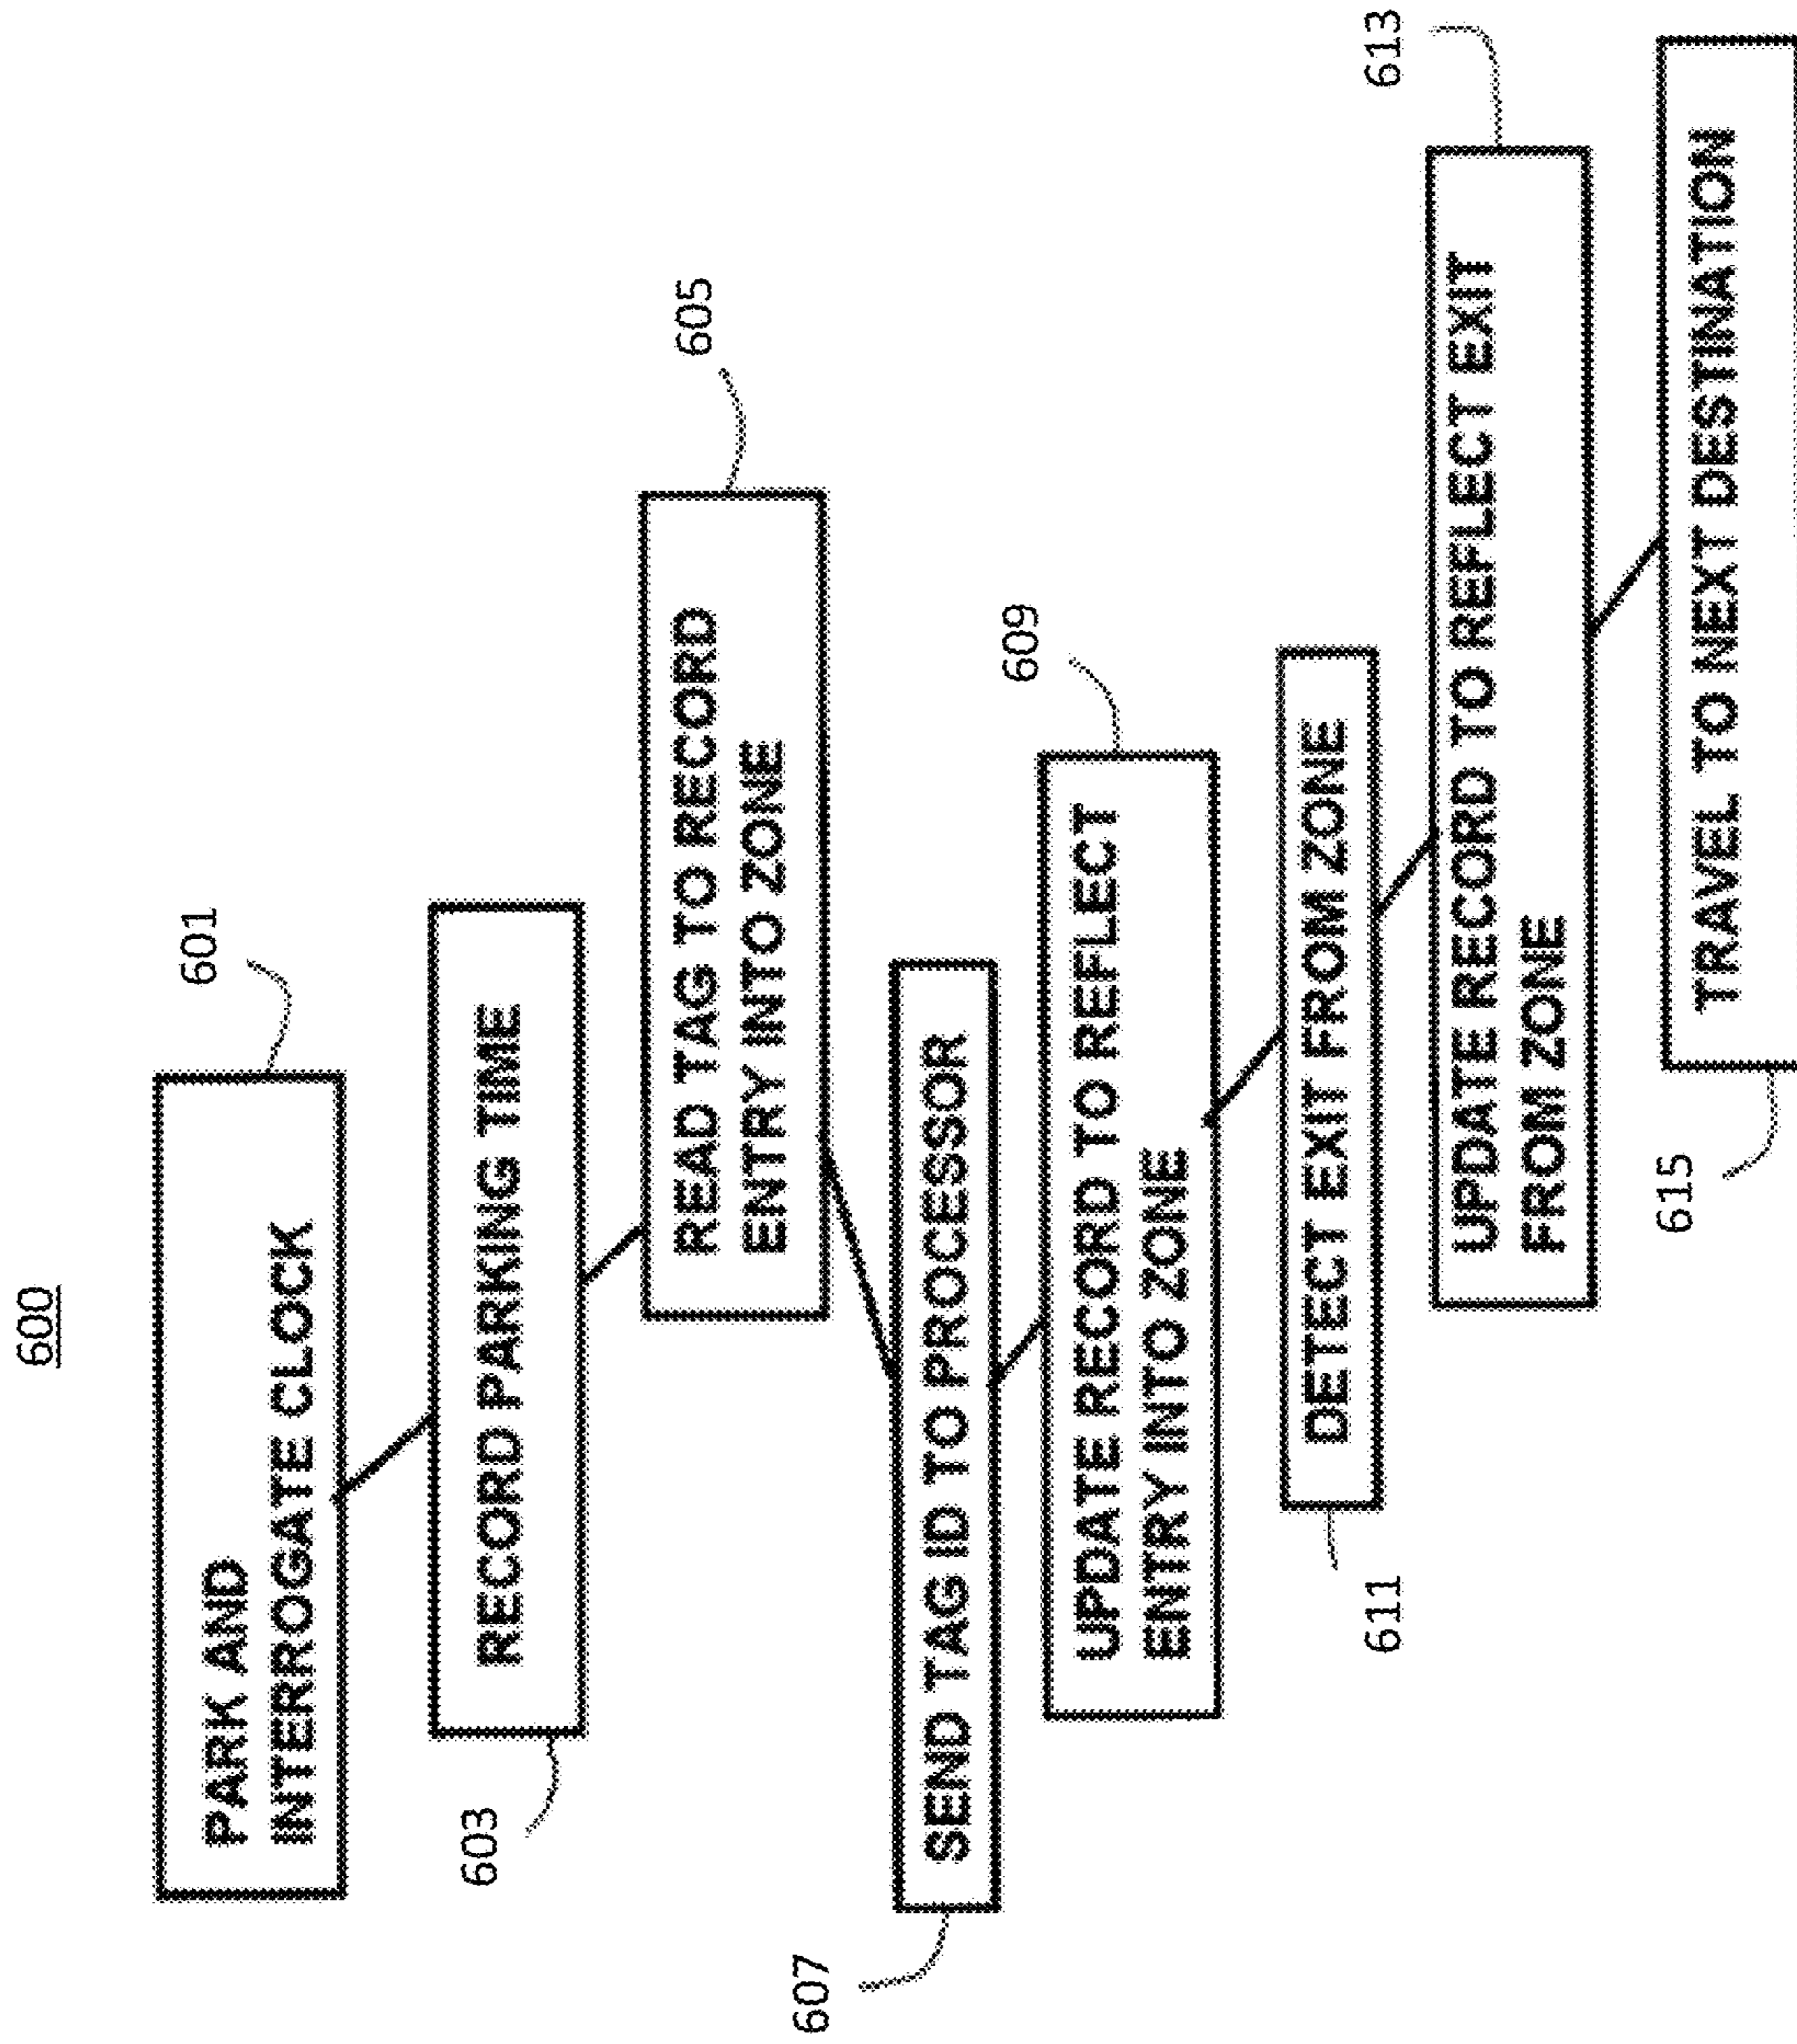 600
601
PARK AND
INTERROGATE CLOCK
603
RECORD PARKING TIME
605
READ TAG TO RECORD
ENTRY INTO ZONE
607
SEND TAG ID TO PROCESSOR
609
UPDATE RECORD TO REFLECT
ENTRY INTO ZONE
611
DETECT EXIT FROM ZONE
613
UPDATE RECORD TO REFLECT EXIT
FROM ZONE
615
TRAVEL TO NEXT DESTINATION